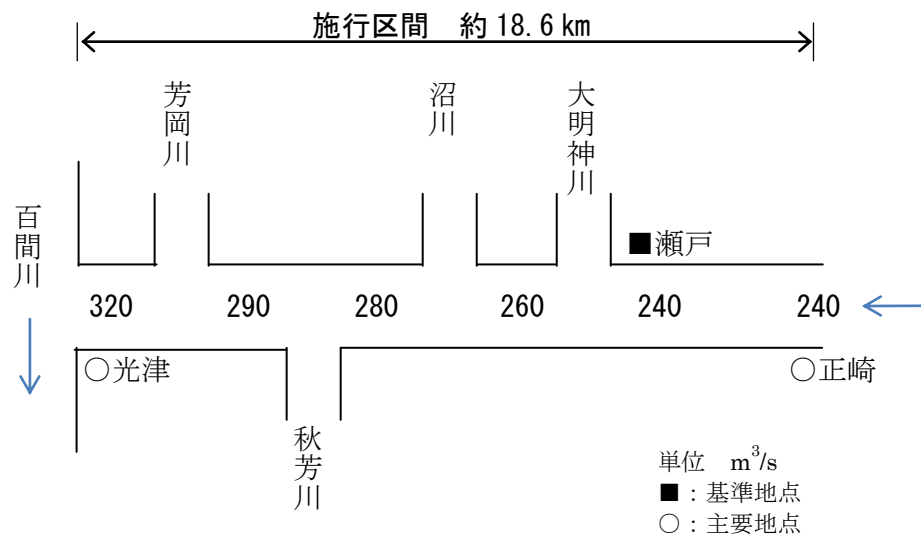 施行区間　約 18.6 km
芳岡川
沼川
大明神川
百間川
■瀬戸
320 290 280 260 240 240
○光津
○正崎
秋芳川
単位　m³/s
■：基準地点
○：主要地点